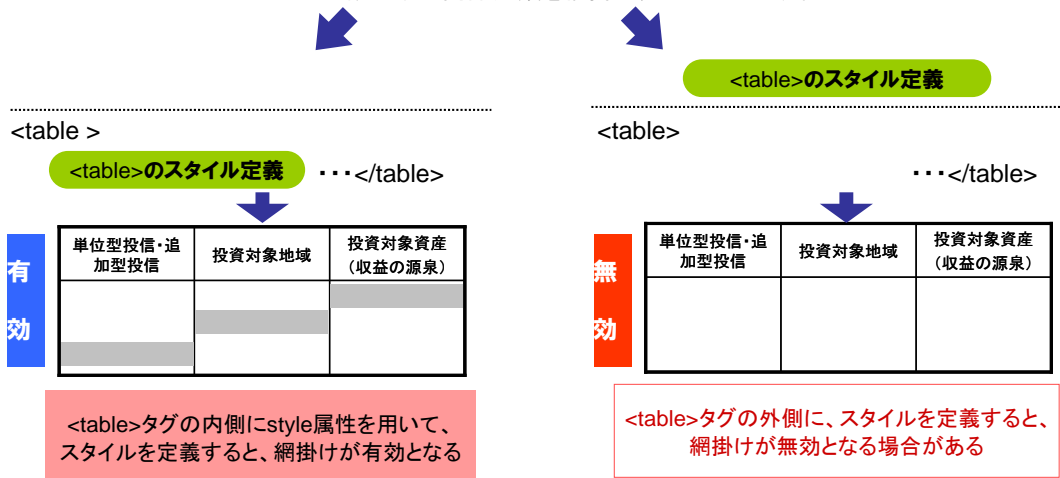 <table>のスタイル定義
<table >
<table>のスタイル定義 ・・・</table>
有効
単位型投信・追加型投信
投資対象地域
投資対象資産
(収益の源泉)
<table>タグの内側にstyle属性を用いて、
スタイルを定義すると、網掛けが有効となる
<table>
・・・</table>
無効
単位型投信・追加型投信
投資対象地域
投資対象資産
(収益の源泉)
<table>タグの外側に、スタイルを定義すると、
網掛けが無効となる場合がある